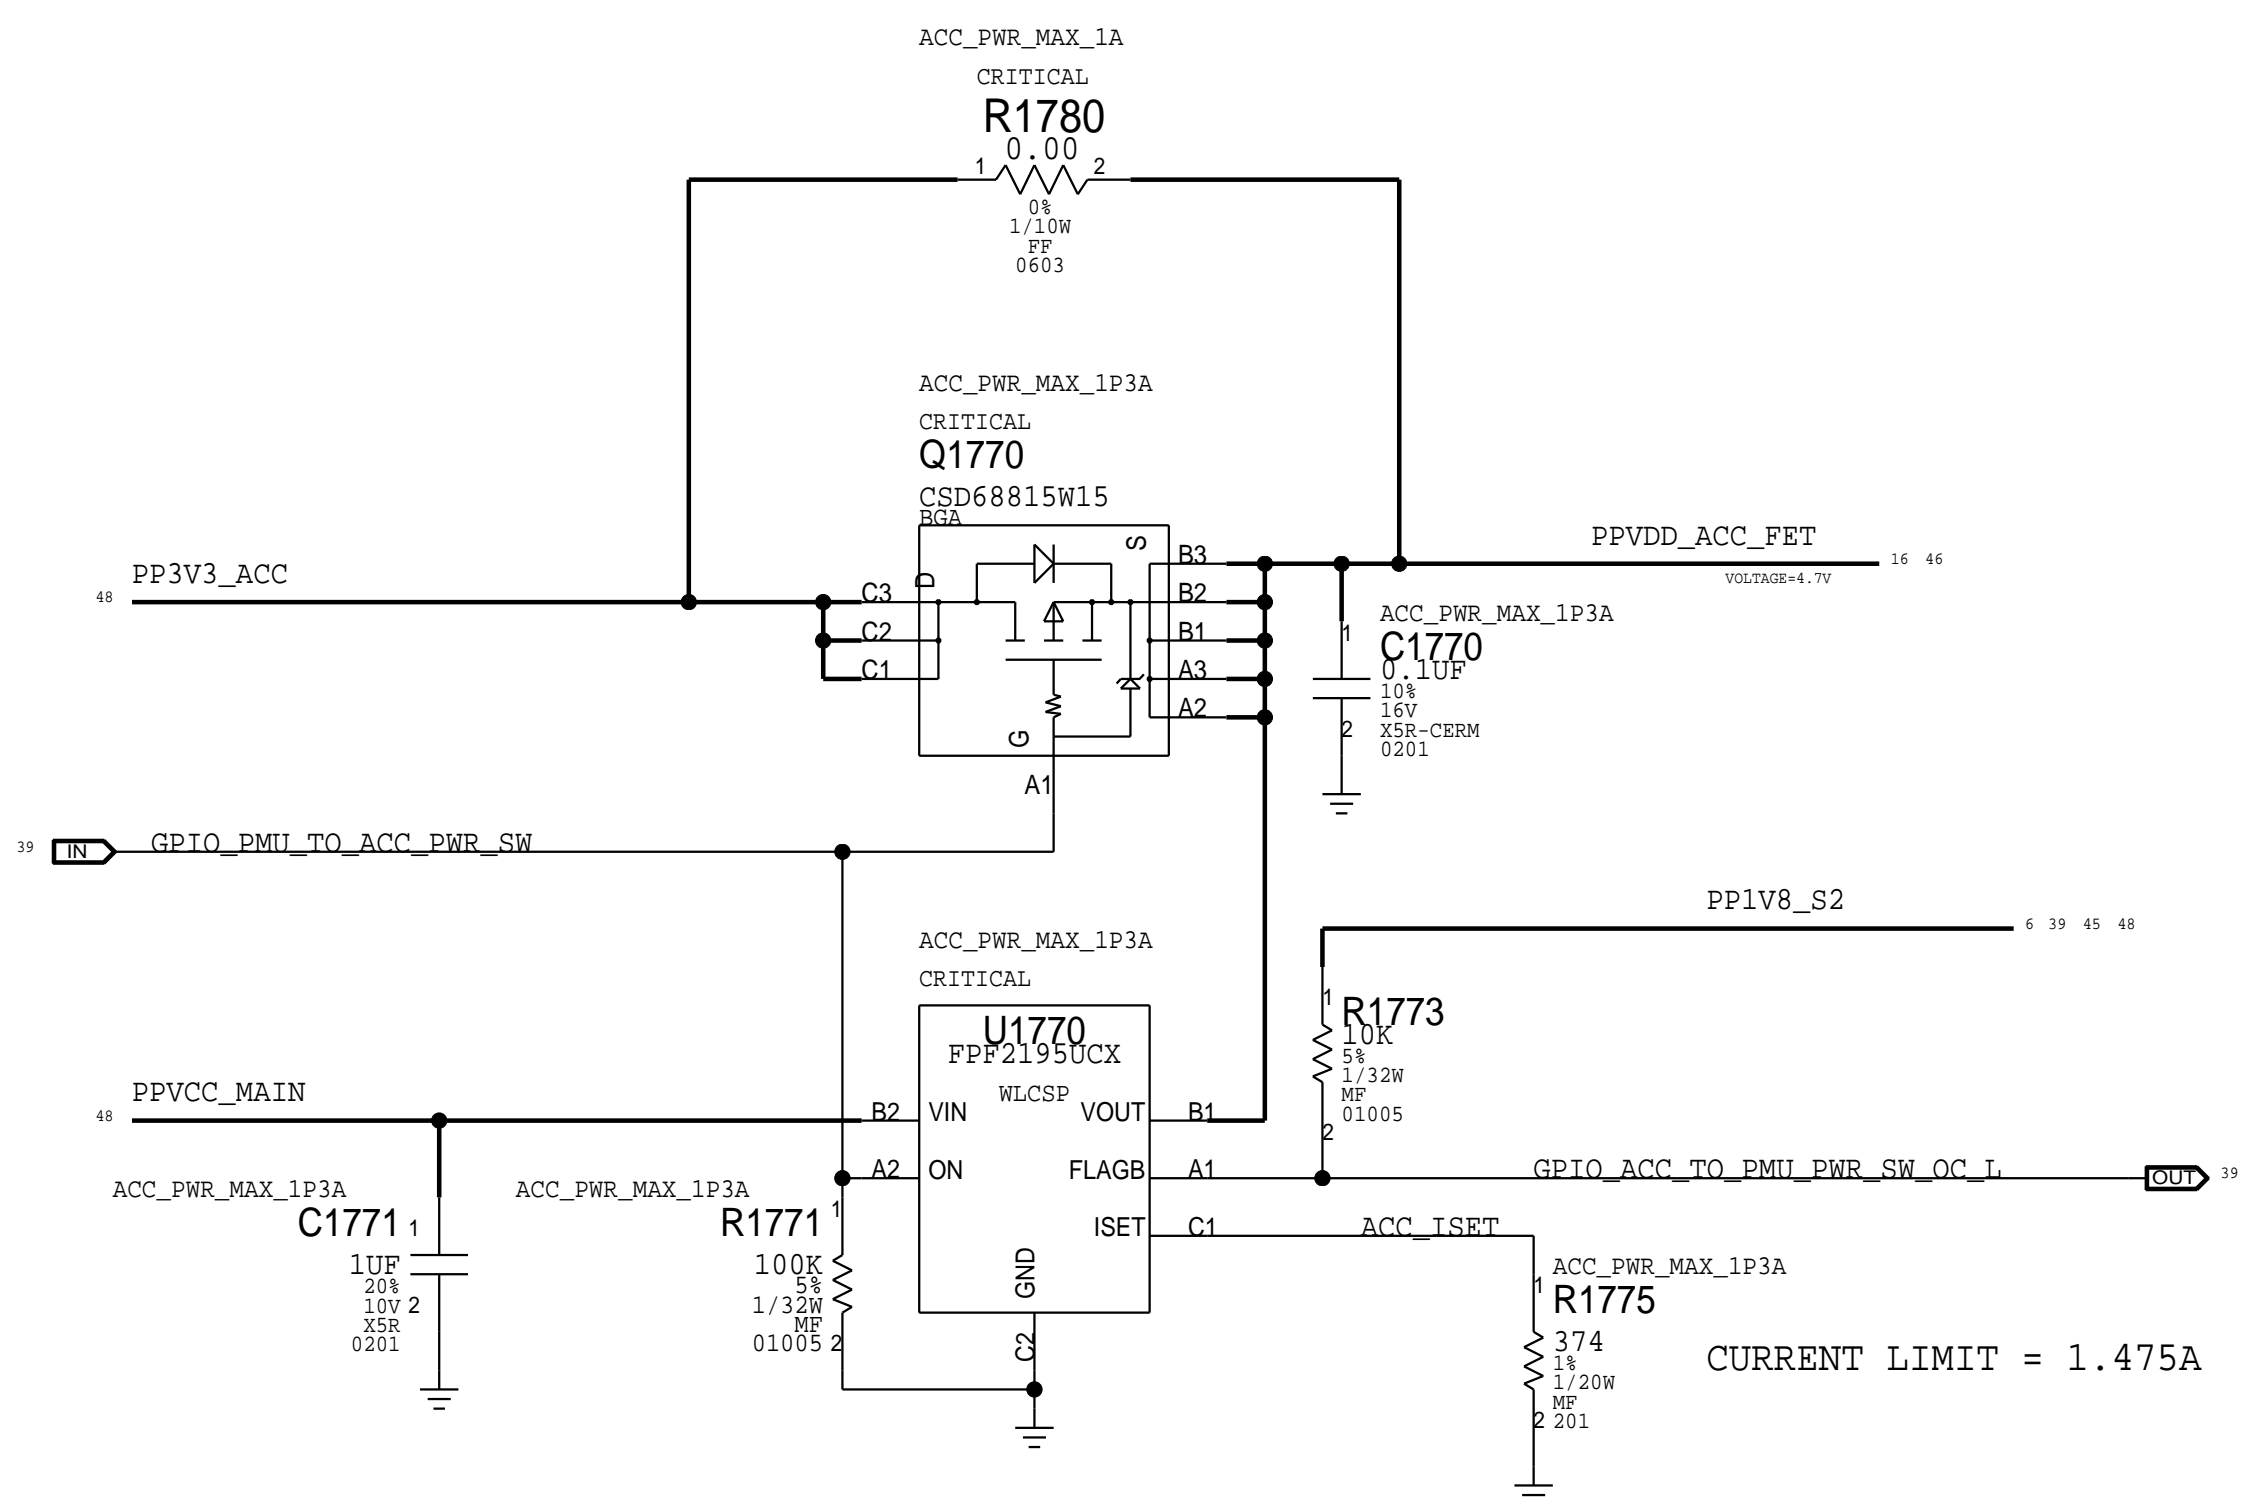 ACC_PWR_MAX_1A
CRITICAL
R1780
0.00
1 2
0%
1/10W
FF
0603
ACC_PWR_MAX_1P3A
CRITICAL
Q1770
CSD68815W15
BGA
PP3V3_ACC
48
D
S
G
C3
C2
C1
B3
B2
B1
A3
A2
A1
PPVDD_ACC_FET
16 46
VOLTAGE=4.7V
ACC_PWR_MAX_1P3A
1
C1770
0.1UF
10%
16V
2
X5R-CERM
0201
39 IN GPIO_PMU_TO_ACC_PWR_SW
PP1V8_S2
6 39 45 48
ACC_PWR_MAX_1P3A
CRITICAL
U1770
FPF2195UCX
WLCSP
1
R1773
10K
5%
1/32W
MF
01005
2
PPVCC_MAIN
48
B2 VIN VOUT B1
A2 ON FLAGB A1
GPIO_ACC_TO_PMU_PWR_SW_OC_L OUT 39
ISET C1 ACC_ISET
GND
C2
ACC_PWR_MAX_1P3A
C1771 1
1UF
20%
10V 2
X5R
0201
ACC_PWR_MAX_1P3A
R1771 1
100K
5%
1/32W
MF
01005 2
ACC_PWR_MAX_1P3A
1
R1775
374
1%
1/20W
MF
2 201
CURRENT LIMIT = 1.475A